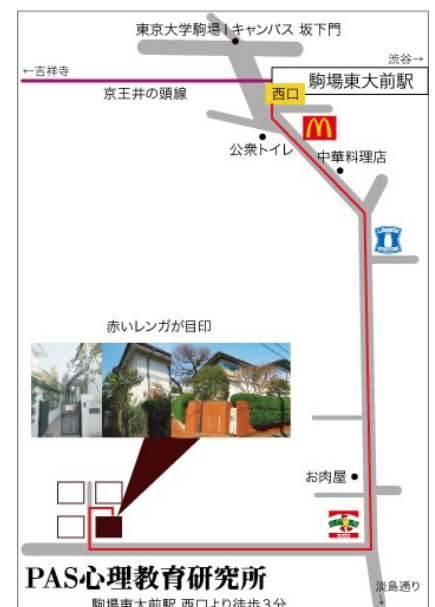 東京大学駒場Iキャンパス 坂下門
渋谷→
←吉祥寺
駒場東大前駅
京王井の頭線
西口
公衆トイレ
中華料理店
赤いレンガが目印
お肉屋
PAS心理教育研究所
淡島通り
↓
駒場東大前駅 西口より徒歩3分